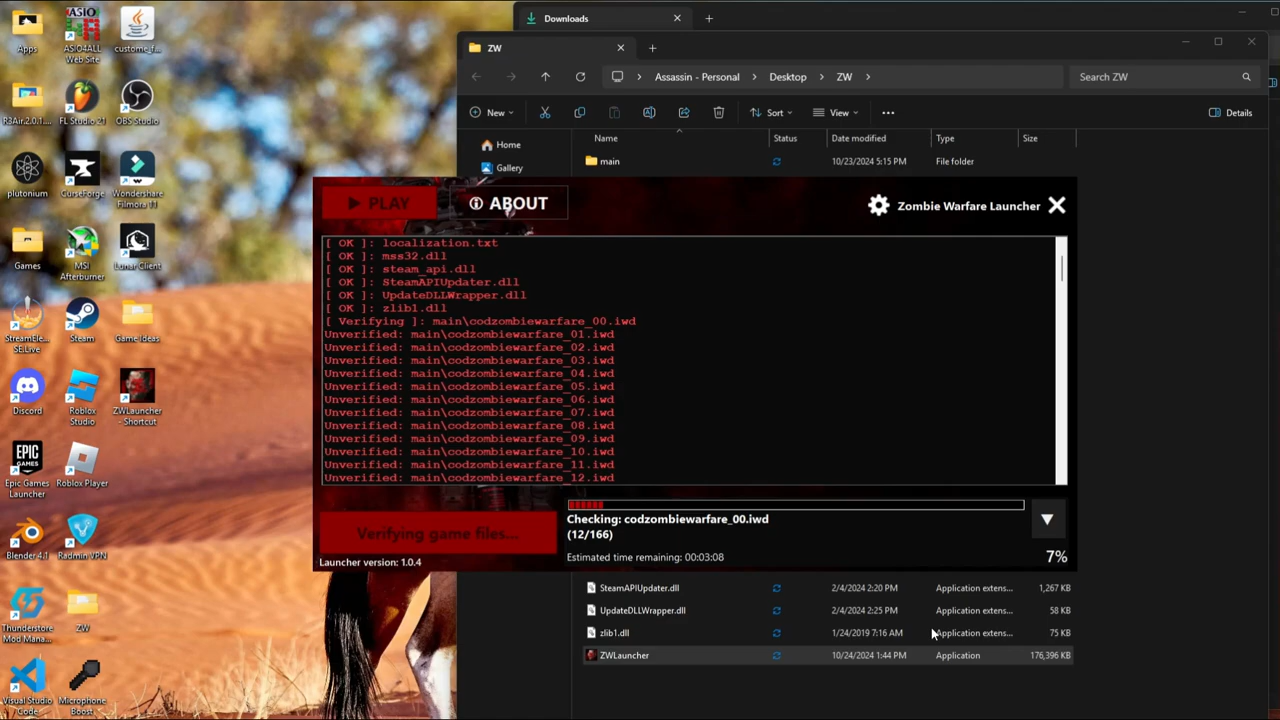 Apps
ASIO4ALL Web Site
custome_f...
R3Air.2.0.1....
FL Studio 21
OBS Studio
plutonium
CurseForge
Wondershare Filmora 11
Games
MSI Afterburner
Lunar Client
StreamEle... SE.Live
Steam
Game Ideas
Discord
Roblox Studio
ZWLauncher - Shortcut
EPIC GAMES
Epic Games Launcher
Roblox Player
Blender 4.1
Radmin VPN
Thunderstore Mod Mana...
ZW
Visual Studio Code
Microphone Boost
Downloads
ZW
Assassin - Personal > Desktop > ZW >
Search ZW
New
Sort
View
Details
Home
Gallery
Name Status Date modified Type Size
main 10/23/2024 5:15 PM File folder
PLAY
ABOUT
Zombie Warfare Launcher
[ OK ]: localization.txt
[ OK ]: mss32.dll
[ OK ]: steam_api.dll
[ OK ]: SteamAPIUpdater.dll
[ OK ]: UpdateDLLWrapper.dll
[ OK ]: zlib1.dll
[ Verifying ]: main\codzombiewarfare_00.iwd
Unverified: main\codzombiewarfare_01.iwd
Unverified: main\codzombiewarfare_02.iwd
Unverified: main\codzombiewarfare_03.iwd
Unverified: main\codzombiewarfare_04.iwd
Unverified: main\codzombiewarfare_05.iwd
Unverified: main\codzombiewarfare_06.iwd
Unverified: main\codzombiewarfare_07.iwd
Unverified: main\codzombiewarfare_08.iwd
Unverified: main\codzombiewarfare_09.iwd
Unverified: main\codzombiewarfare_10.iwd
Unverified: main\codzombiewarfare_11.iwd
Unverified: main\codzombiewarfare_12.iwd
Verifying game files...
Checking: codzombiewarfare_00.iwd
(12/166)
Estimated time remaining: 00:03:08
7%
Launcher version: 1.0.4
SteamAPIUpdater.dll 2/4/2024 2:20 PM Application extens... 1,267 KB
UpdateDLLWrapper.dll 2/4/2024 2:25 PM Application extens... 58 KB
zlib1.dll 1/24/2019 7:16 AM Application extens... 75 KB
ZWLauncher 10/24/2024 1:44 PM Application 176,396 KB